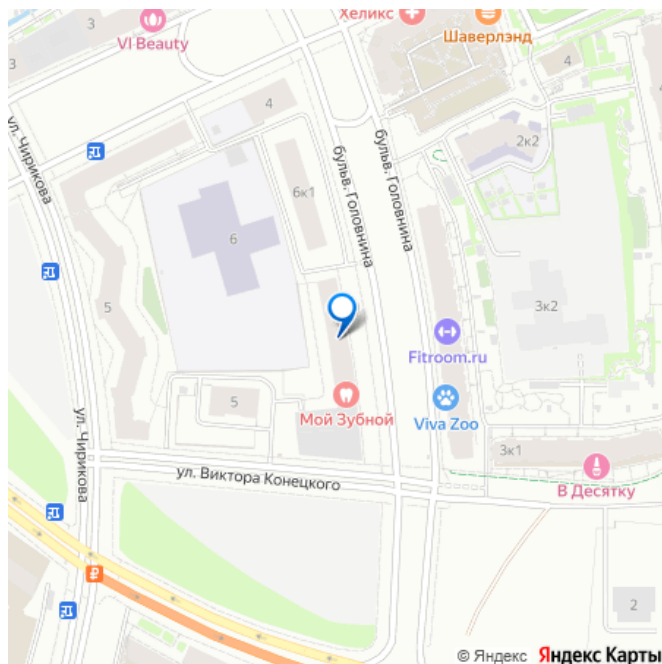 3
3
VI Beauty
Хеликс
Шаверлэнд
4
4
2к2
ул. Чирикова
бульв. Головнина
бульв. Головнина
6к1
6
5
3к2
Fitroom.ru
5
Мой Зубной
Viva Zoo
ул. Чирикова
3к1
ул. Виктора Конецкого
В Десятку
2
© Яндекс Яндекс Карты